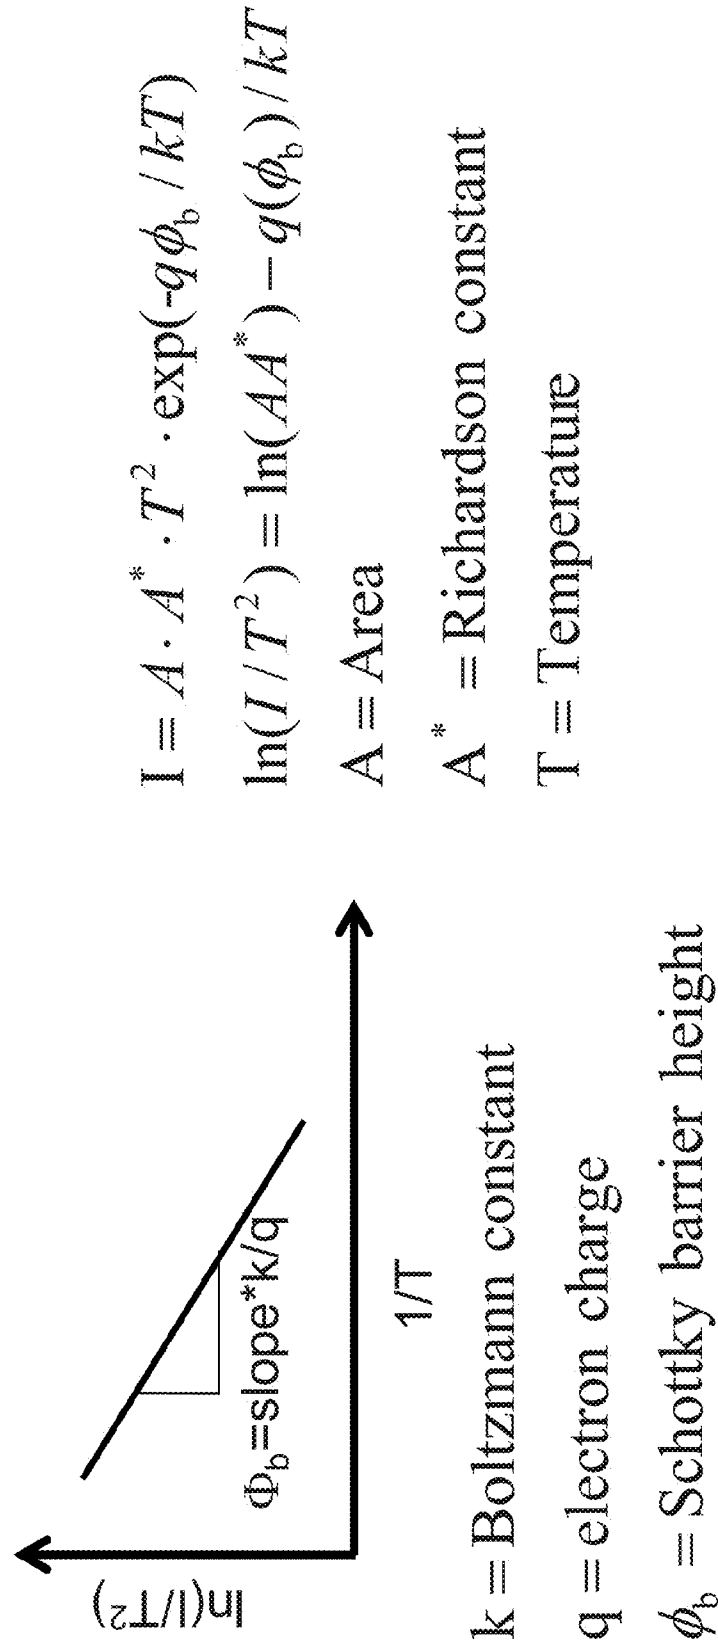 ln(I/T²)
Φb=slope*k/q
1/T
k = Boltzmann constant
q = electron charge
ϕb = Schottky barrier height
I = A · A* · T² · exp(-qϕb / kT)
ln(I / T²) = ln(AA*) − q(ϕb) / kT
A = Area
A* = Richardson constant
T = Temperature